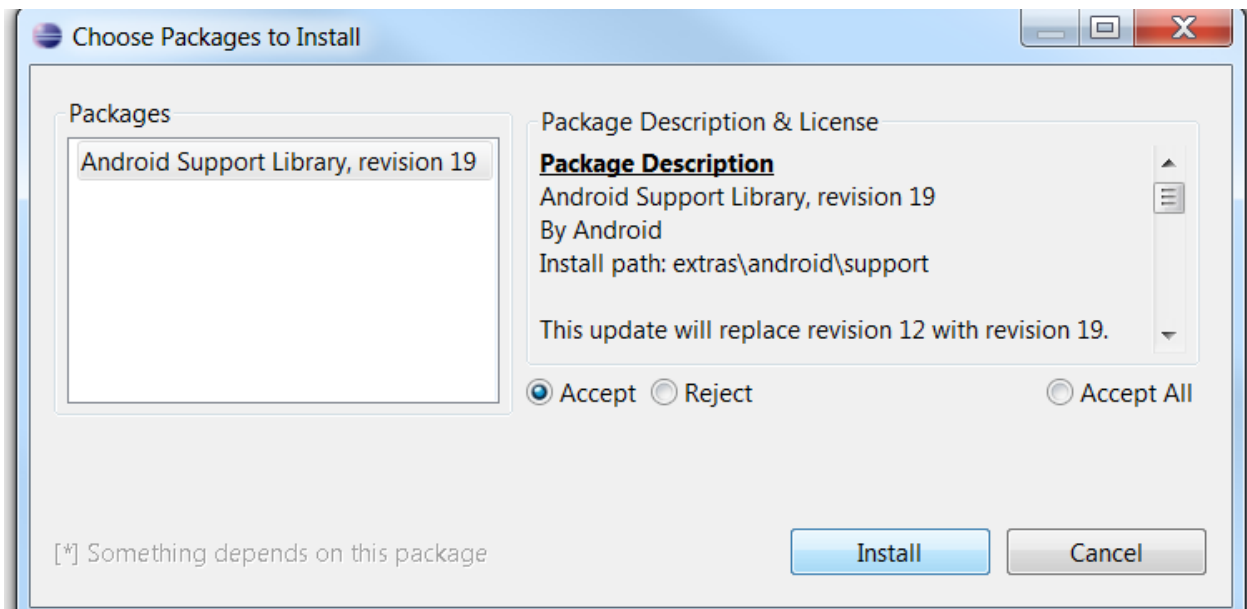 Choose Packages to Install
Packages
Android Support Library, revision 19
Package Description & License
Package Description
Android Support Library, revision 19
By Android
Install path: extras\android\support
This update will replace revision 12 with revision 19.
Accept Reject Accept All
[*] Something depends on this package
Install Cancel